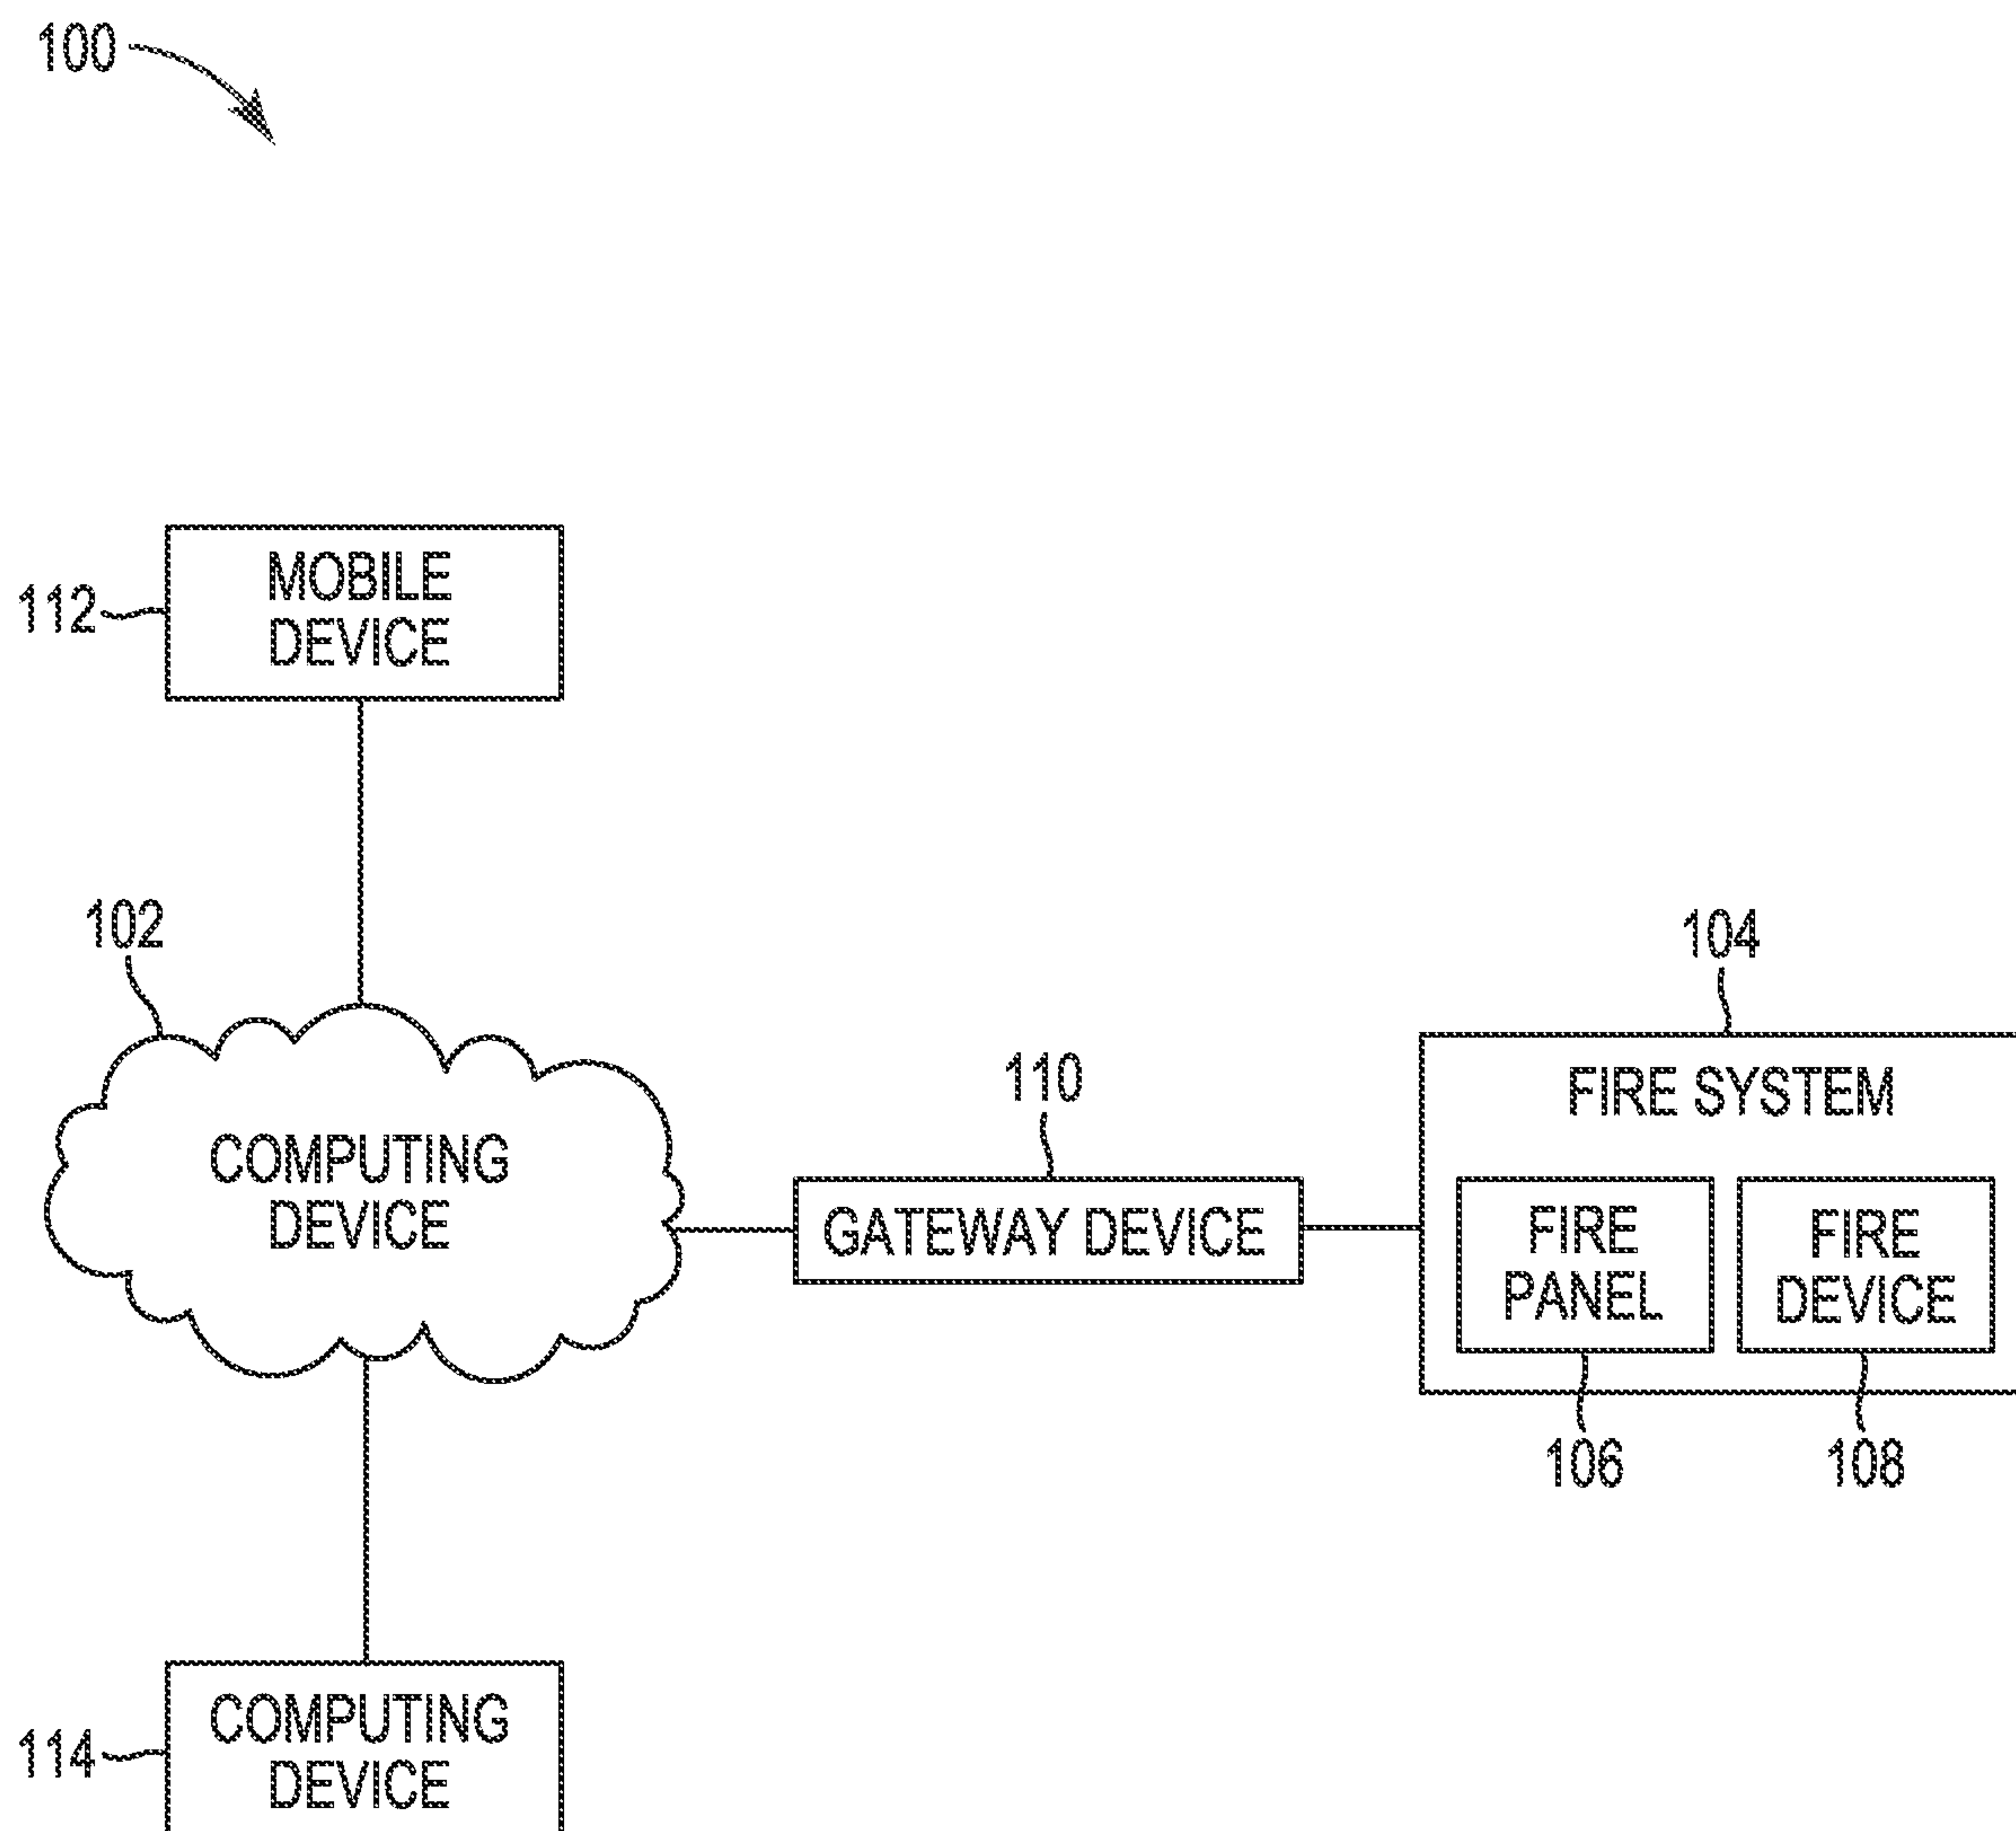 100
MOBILE
DEVICE
112
102
COMPUTING
DEVICE
110
GATEWAY DEVICE
104
FIRE SYSTEM
FIRE
PANEL
FIRE
DEVICE
106
108
COMPUTING
DEVICE
114